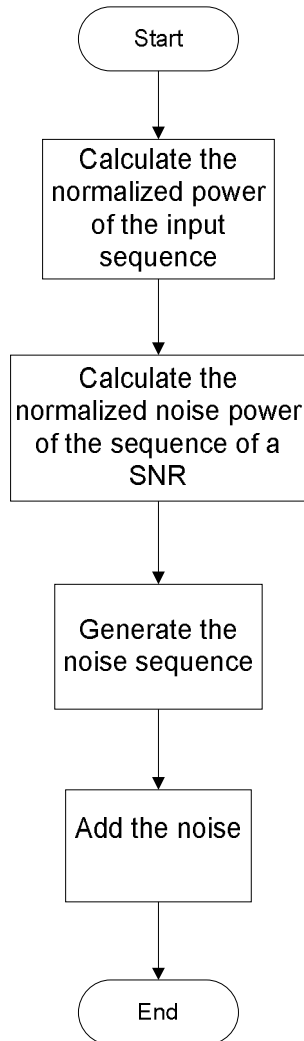 Start
Calculate the
normalized power
of the input
sequence
Calculate the
normalized noise power
of the sequence of a
SNR
Generate the
noise sequence
Add the noise
End